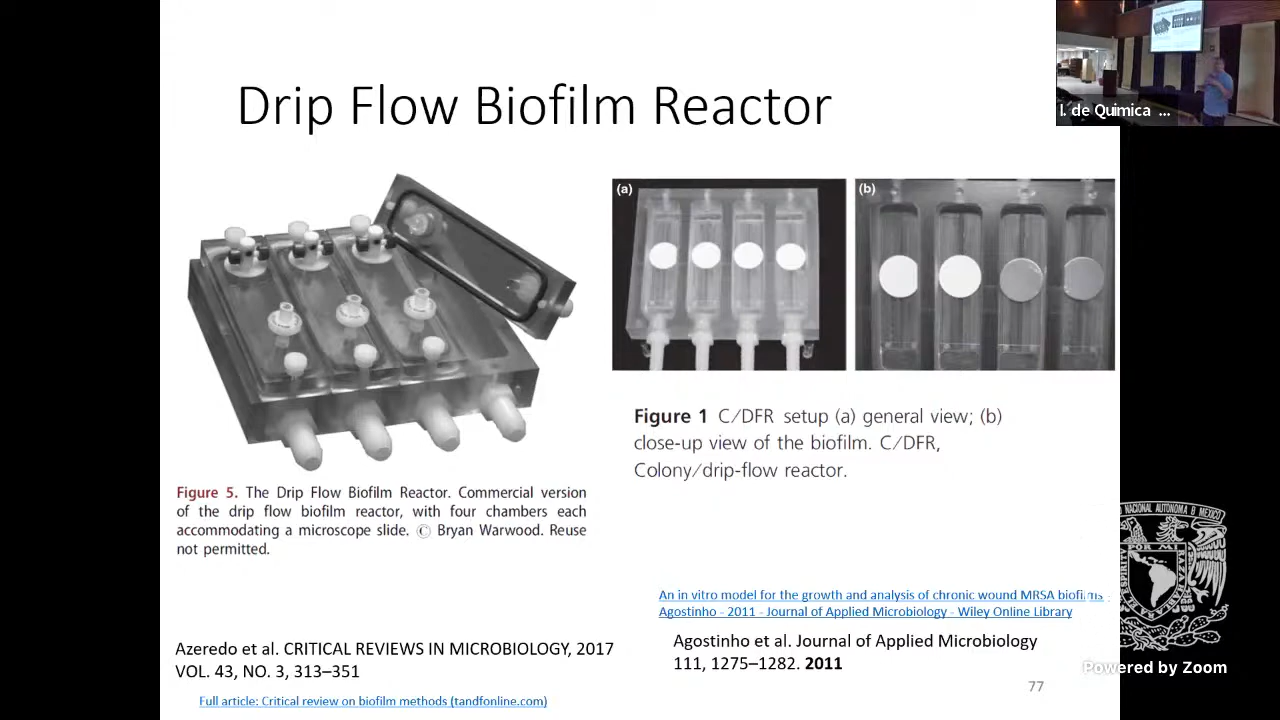 Drip Flow Biofilm Reactor
I. de Quimica ...
(a)
(b)
Figure 5. The Drip Flow Biofilm Reactor. Commercial version
of the drip flow biofilm reactor, with four chambers each
accommodating a microscope slide. © Bryan Warwood. Reuse
not permitted.
Figure 1 C/DFR setup (a) general view; (b)
close-up view of the biofilm. C/DFR,
Colony/drip-flow reactor.
An in vitro model for the growth and analysis of chronic wound MRSA biofilms -
Agostinho - 2011 - Journal of Applied Microbiology - Wiley Online Library
Azeredo et al. CRITICAL REVIEWS IN MICROBIOLOGY, 2017
VOL. 43, NO. 3, 313–351
Full article: Critical review on biofilm methods (tandfonline.com)
Agostinho et al. Journal of Applied Microbiology
111, 1275–1282. 2011
77
Powered by Zoom